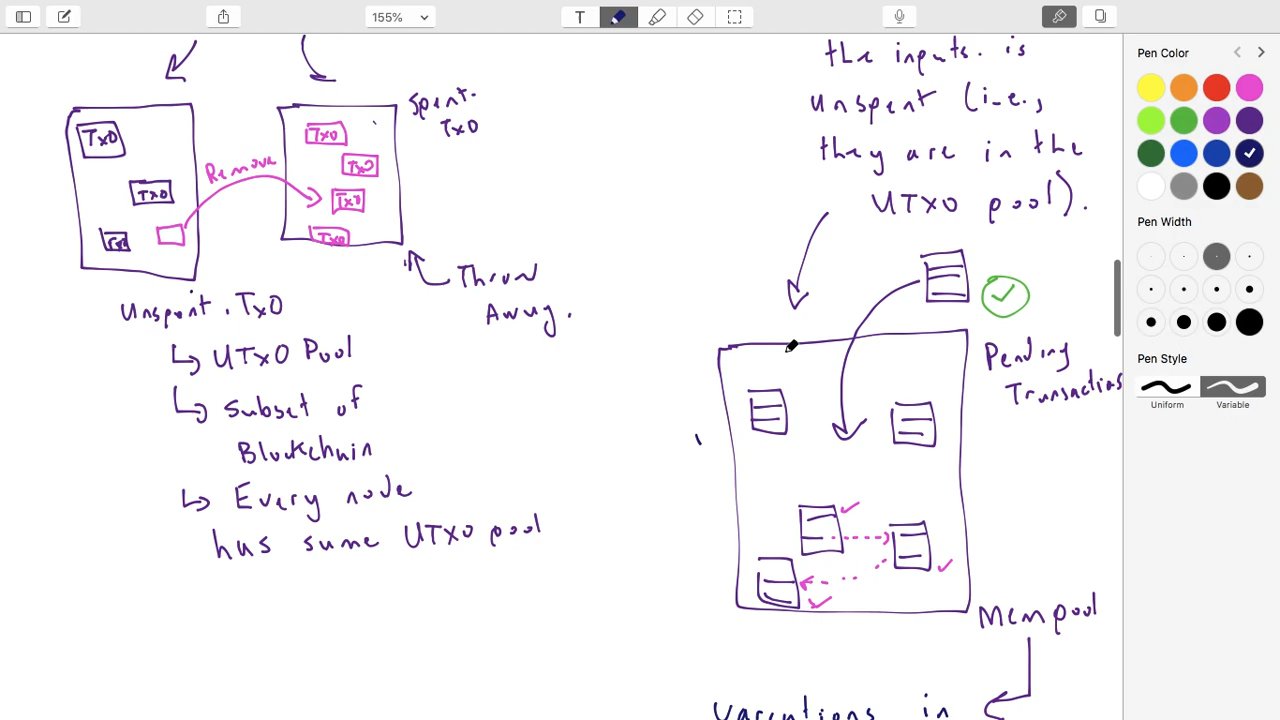 155%
T
TxO
TxO
Remove
TxO
TxO
TxO
TxO
Spent.
TxO
Throw
Away.
Unspent. TxO
↳ UTXO Pool
↳ subset of
Blockchain
↳ Every node
has same UTXO pool
the inputs. is
unspent (i.e.,
they are in the
UTXO pool).
Pending
Transactions
Mempool
Varations in
Pen Color
Pen Width
Pen Style
Uniform
Variable